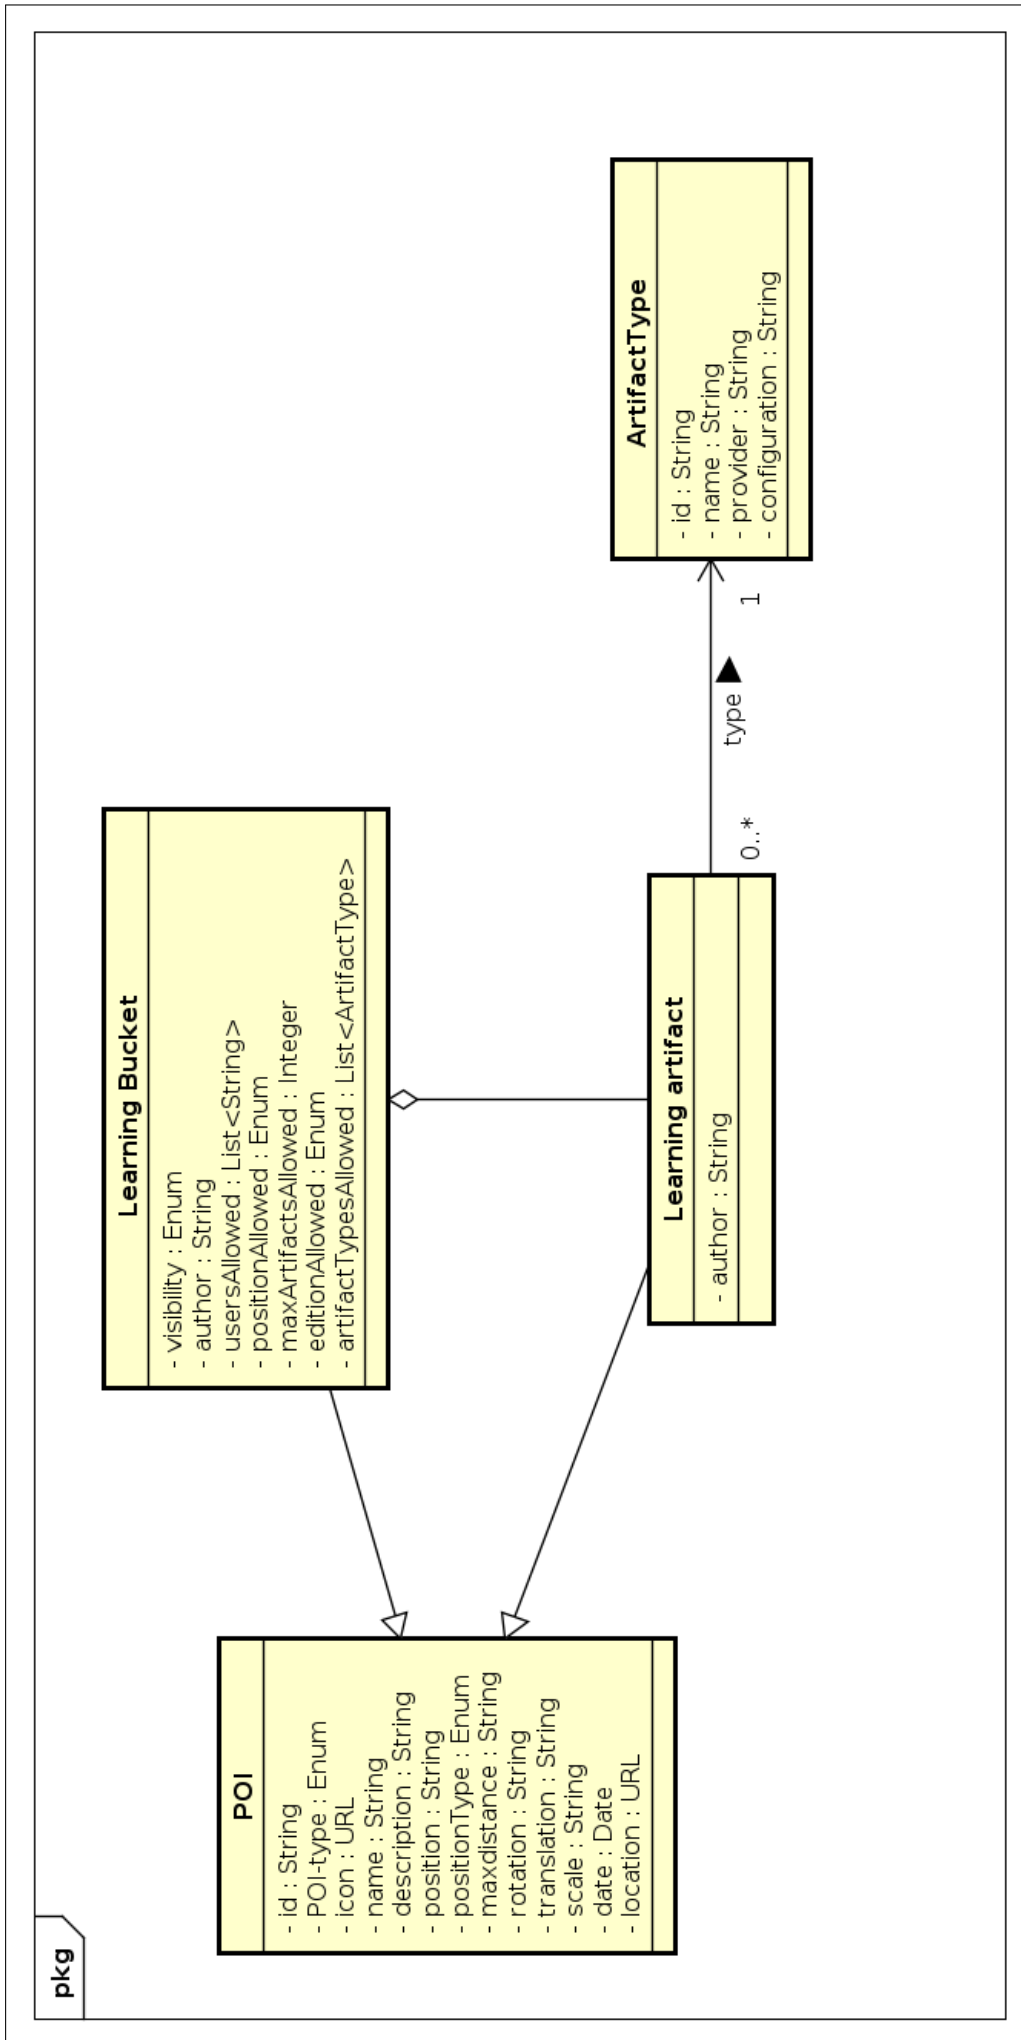 pkg
POI
- id : String
- POI-type : Enum
- icon : URL
- name : String
- description : String
- position : String
- positionType : Enum
- maxdistance : String
- rotation : String
- translation : String
- scale : String
- date : Date
- location : URL
Learning Bucket
- visibility : Enum
- author : String
- usersAllowed : List<String>
- positionAllowed : Enum
- maxArtifactsAllowed : Integer
- editionAllowed : Enum
- artifactTypesAllowed : List<ArtifactType>
Learning artifact
- author : String
0..*
type
1
ArtifactType
- id : String
- name : String
- provider : String
- configuration : String